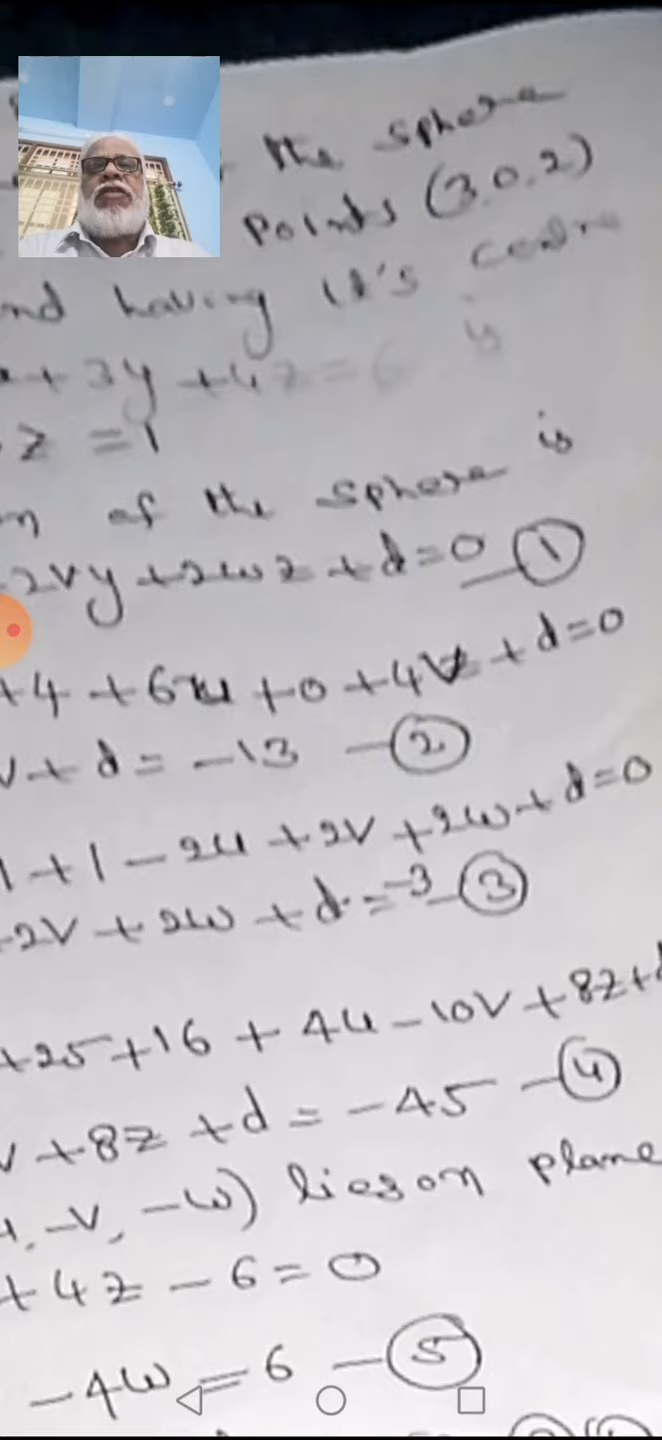 the sphere
points (3,0,2)
nd having it's centre
+ 3y + 4z = 6 is
z = 1
n of the sphere is
2vy + 2wz + d = 0 — ①
+4 + 6u + 0 + 4 + d = 0
v + d = -13 — ②
1 + 1 - 2u + 2v + 2w + d = 0
-2v + 2w + d = -3 — ③
+25 + 16 + 4u - 10v + 8z + d
v + 8z + d = -45 — ④
, -v, -w) lies on plane
+ 4z - 6 = 0
- 4w = 6 — ⑤